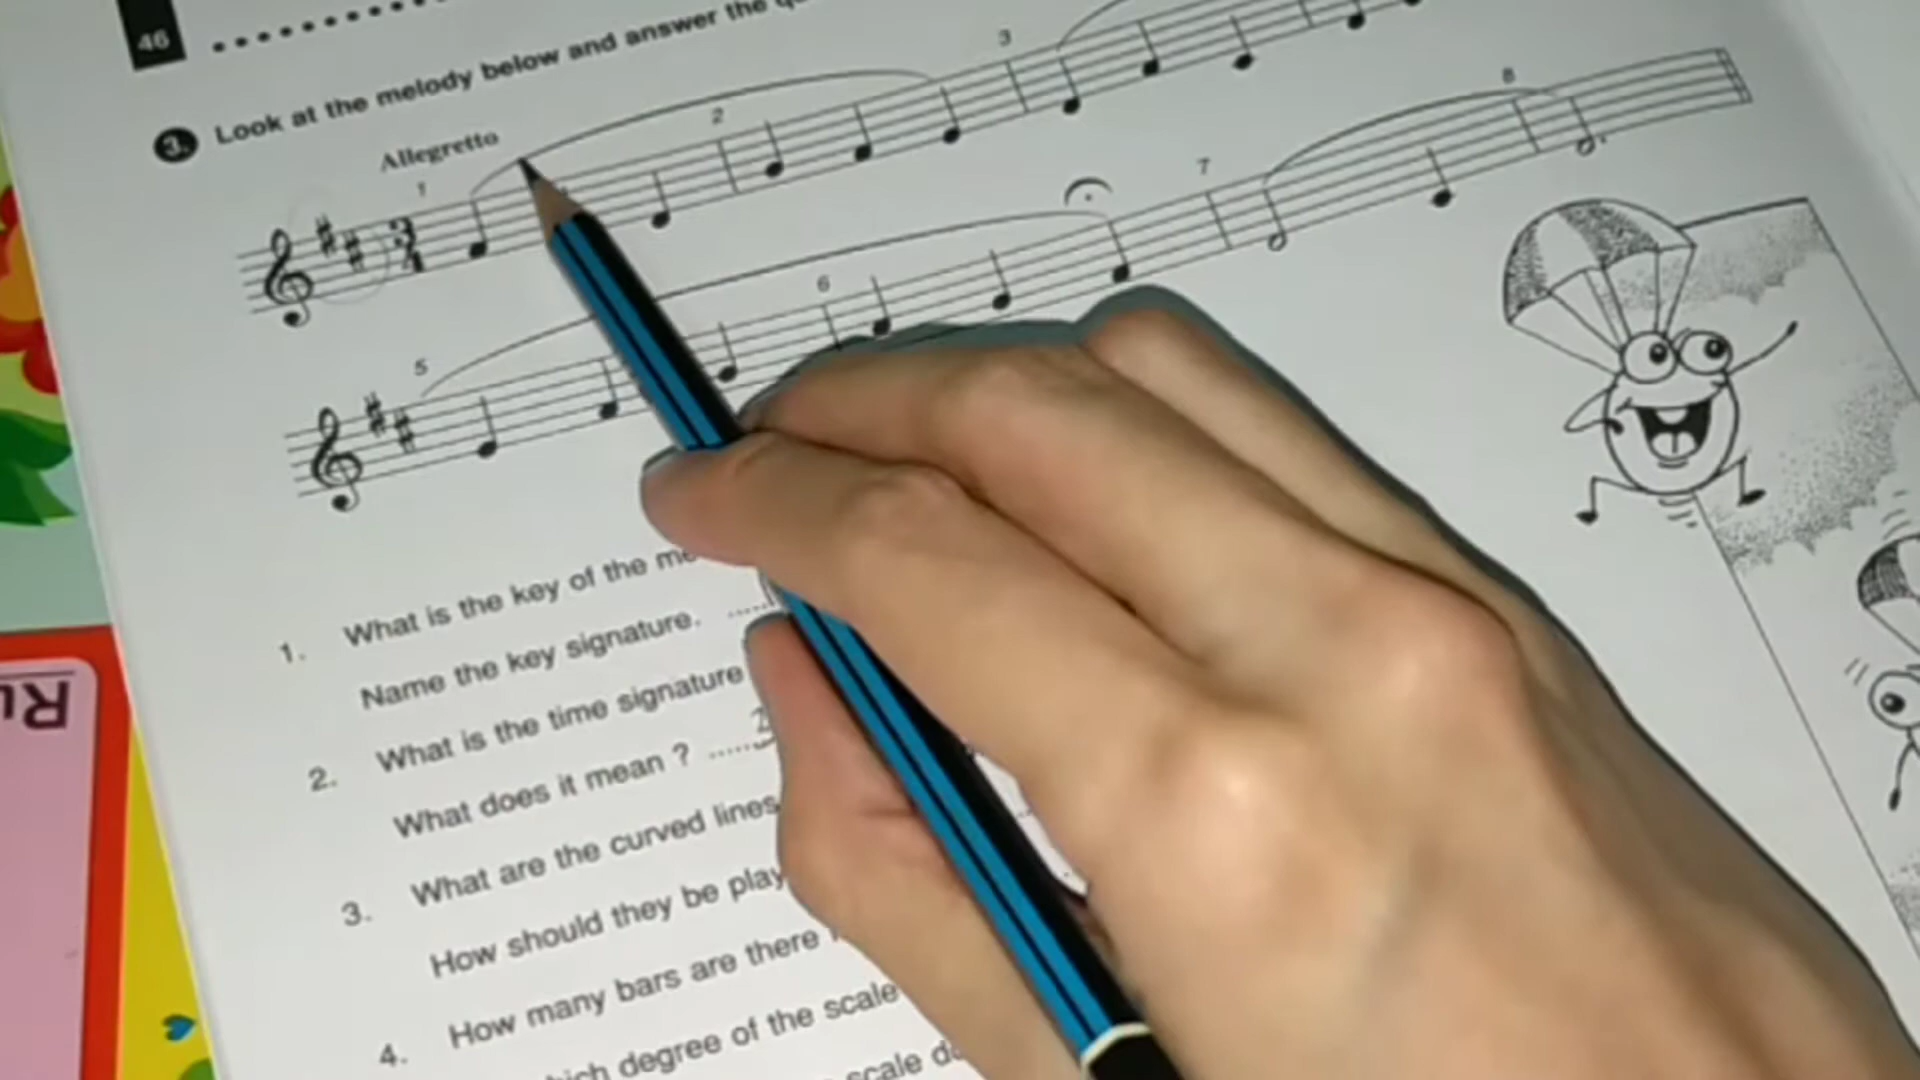 46
3. Look at the melody below and answer the
Allegretto
1 2 3
3
4
5 6 7 8
1. What is the key of the
Name the key signature.
2. What is the time signature
What does it mean ?
3. What are the curved lines
How should they be
How many bars are there
4. degree of the scale
scale